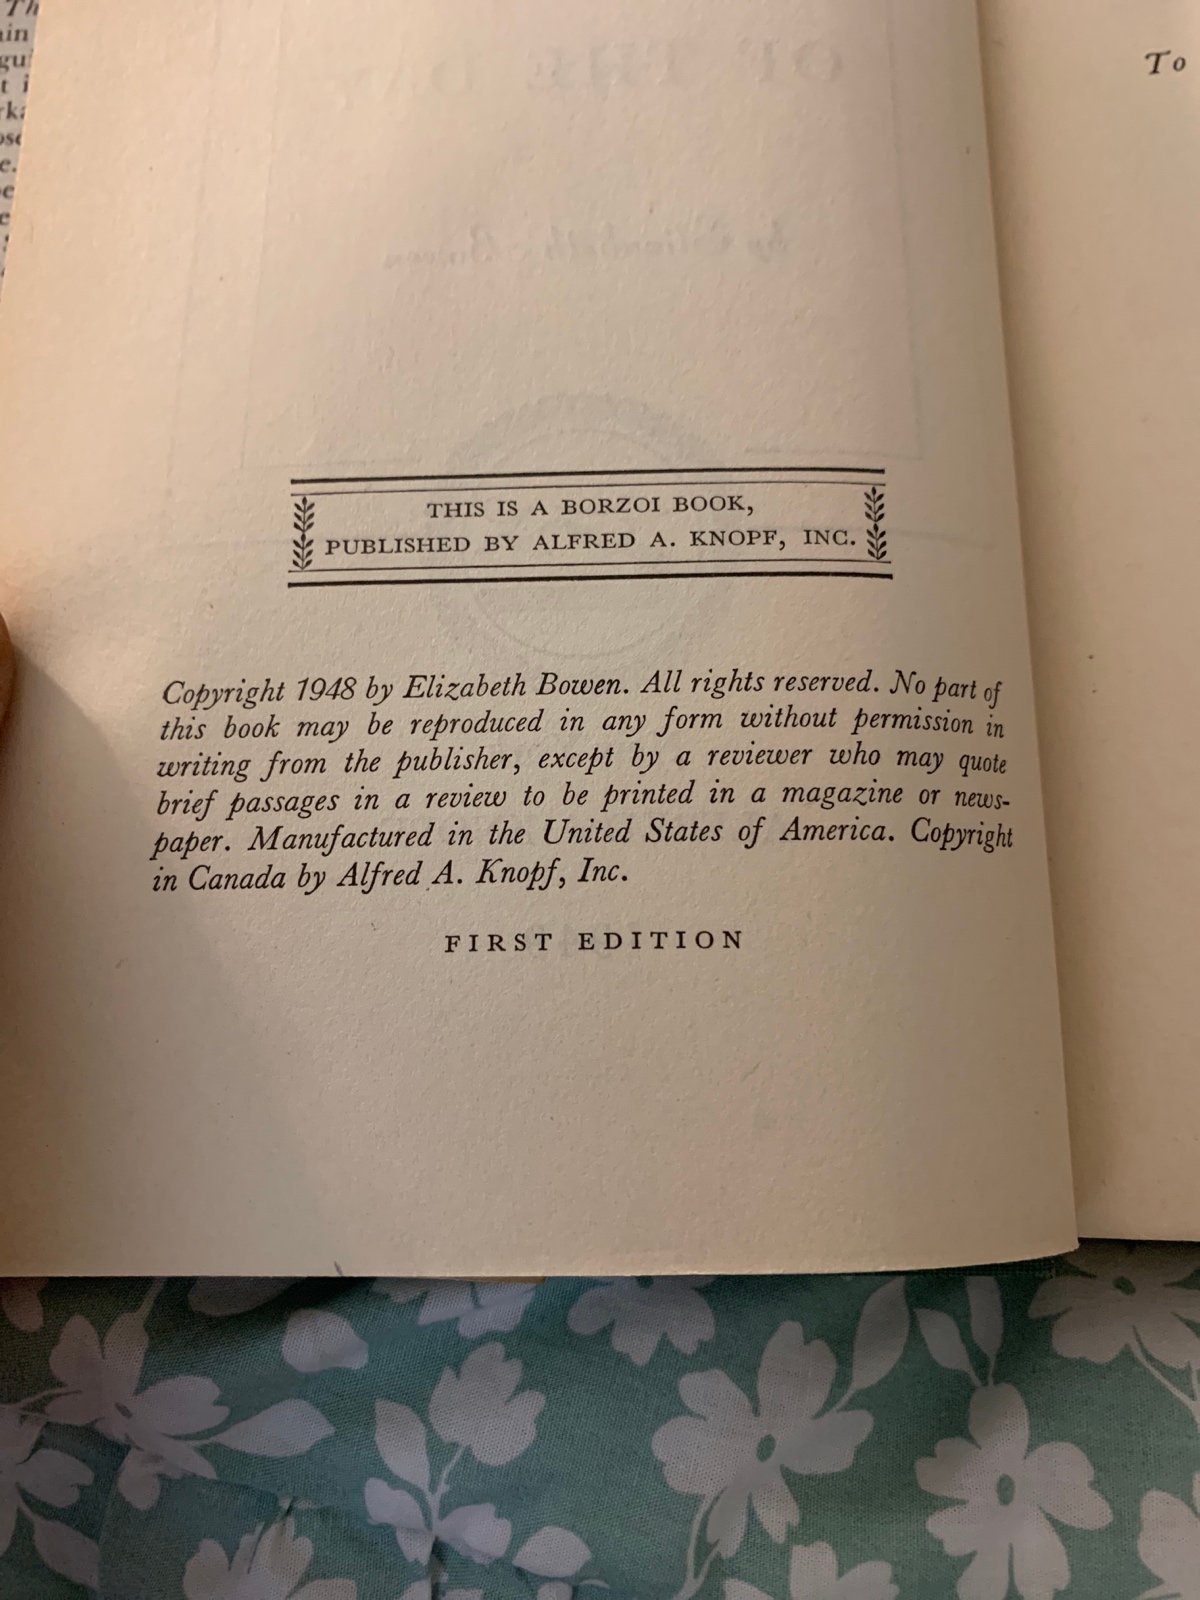 To
THIS IS A BORZOI BOOK,
PUBLISHED BY ALFRED A. KNOPF, INC.
Copyright 1948 by Elizabeth Bowen. All rights reserved. No part of
this book may be reproduced in any form without permission in
writing from the publisher, except by a reviewer who may quote
brief passages in a review to be printed in a magazine or news-
paper. Manufactured in the United States of America. Copyright
in Canada by Alfred A. Knopf, Inc.
FIRST EDITION